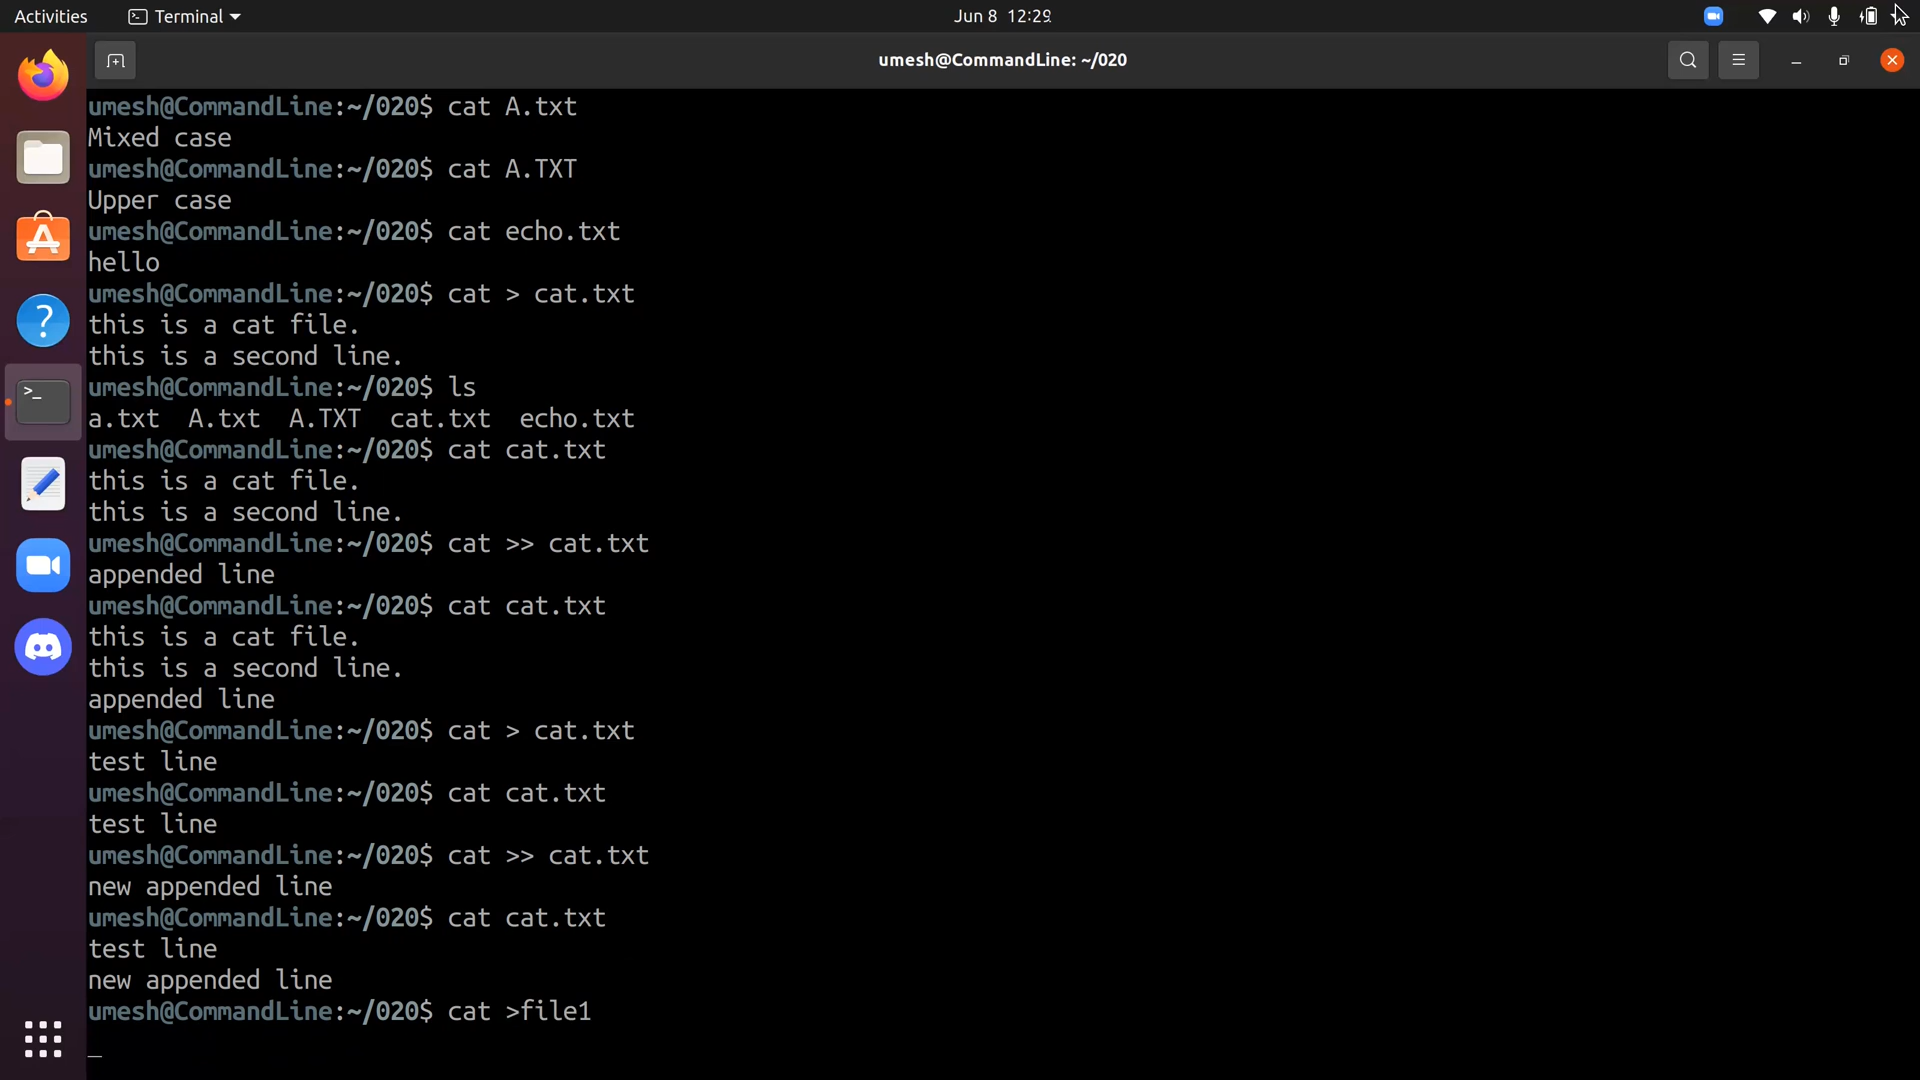 Activities Terminal Jun 8 12:29
umesh@CommandLine: ~/020
umesh@CommandLine:~/020$ cat A.txt
Mixed case
umesh@CommandLine:~/020$ cat A.TXT
Upper case
umesh@CommandLine:~/020$ cat echo.txt
hello
umesh@CommandLine:~/020$ cat > cat.txt
this is a cat file.
this is a second line.
umesh@CommandLine:~/020$ ls
a.txt A.txt A.TXT cat.txt echo.txt
umesh@CommandLine:~/020$ cat cat.txt
this is a cat file.
this is a second line.
umesh@CommandLine:~/020$ cat >> cat.txt
appended line
umesh@CommandLine:~/020$ cat cat.txt
this is a cat file.
this is a second line.
appended line
umesh@CommandLine:~/020$ cat > cat.txt
test line
umesh@CommandLine:~/020$ cat cat.txt
test line
umesh@CommandLine:~/020$ cat >> cat.txt
new appended line
umesh@CommandLine:~/020$ cat cat.txt
test line
new appended line
umesh@CommandLine:~/020$ cat >file1